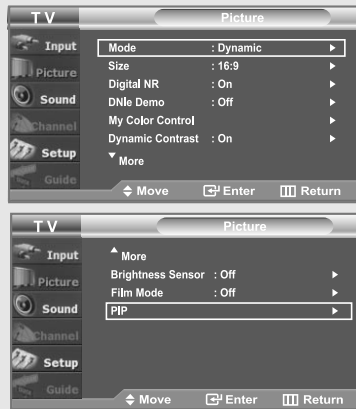 TV Picture
Input
Picture
Sound
Channel
Setup
Guide
Mode : Dynamic
Size : 16:9
Digital NR : On
DNIe Demo : Off
My Color Control
Dynamic Contrast : On
More
Move Enter Return
TV Picture
Input
Picture
Sound
Channel
Setup
Guide
More
Brightness Sensor : Off
Film Mode : Off
PIP
Move Enter Return